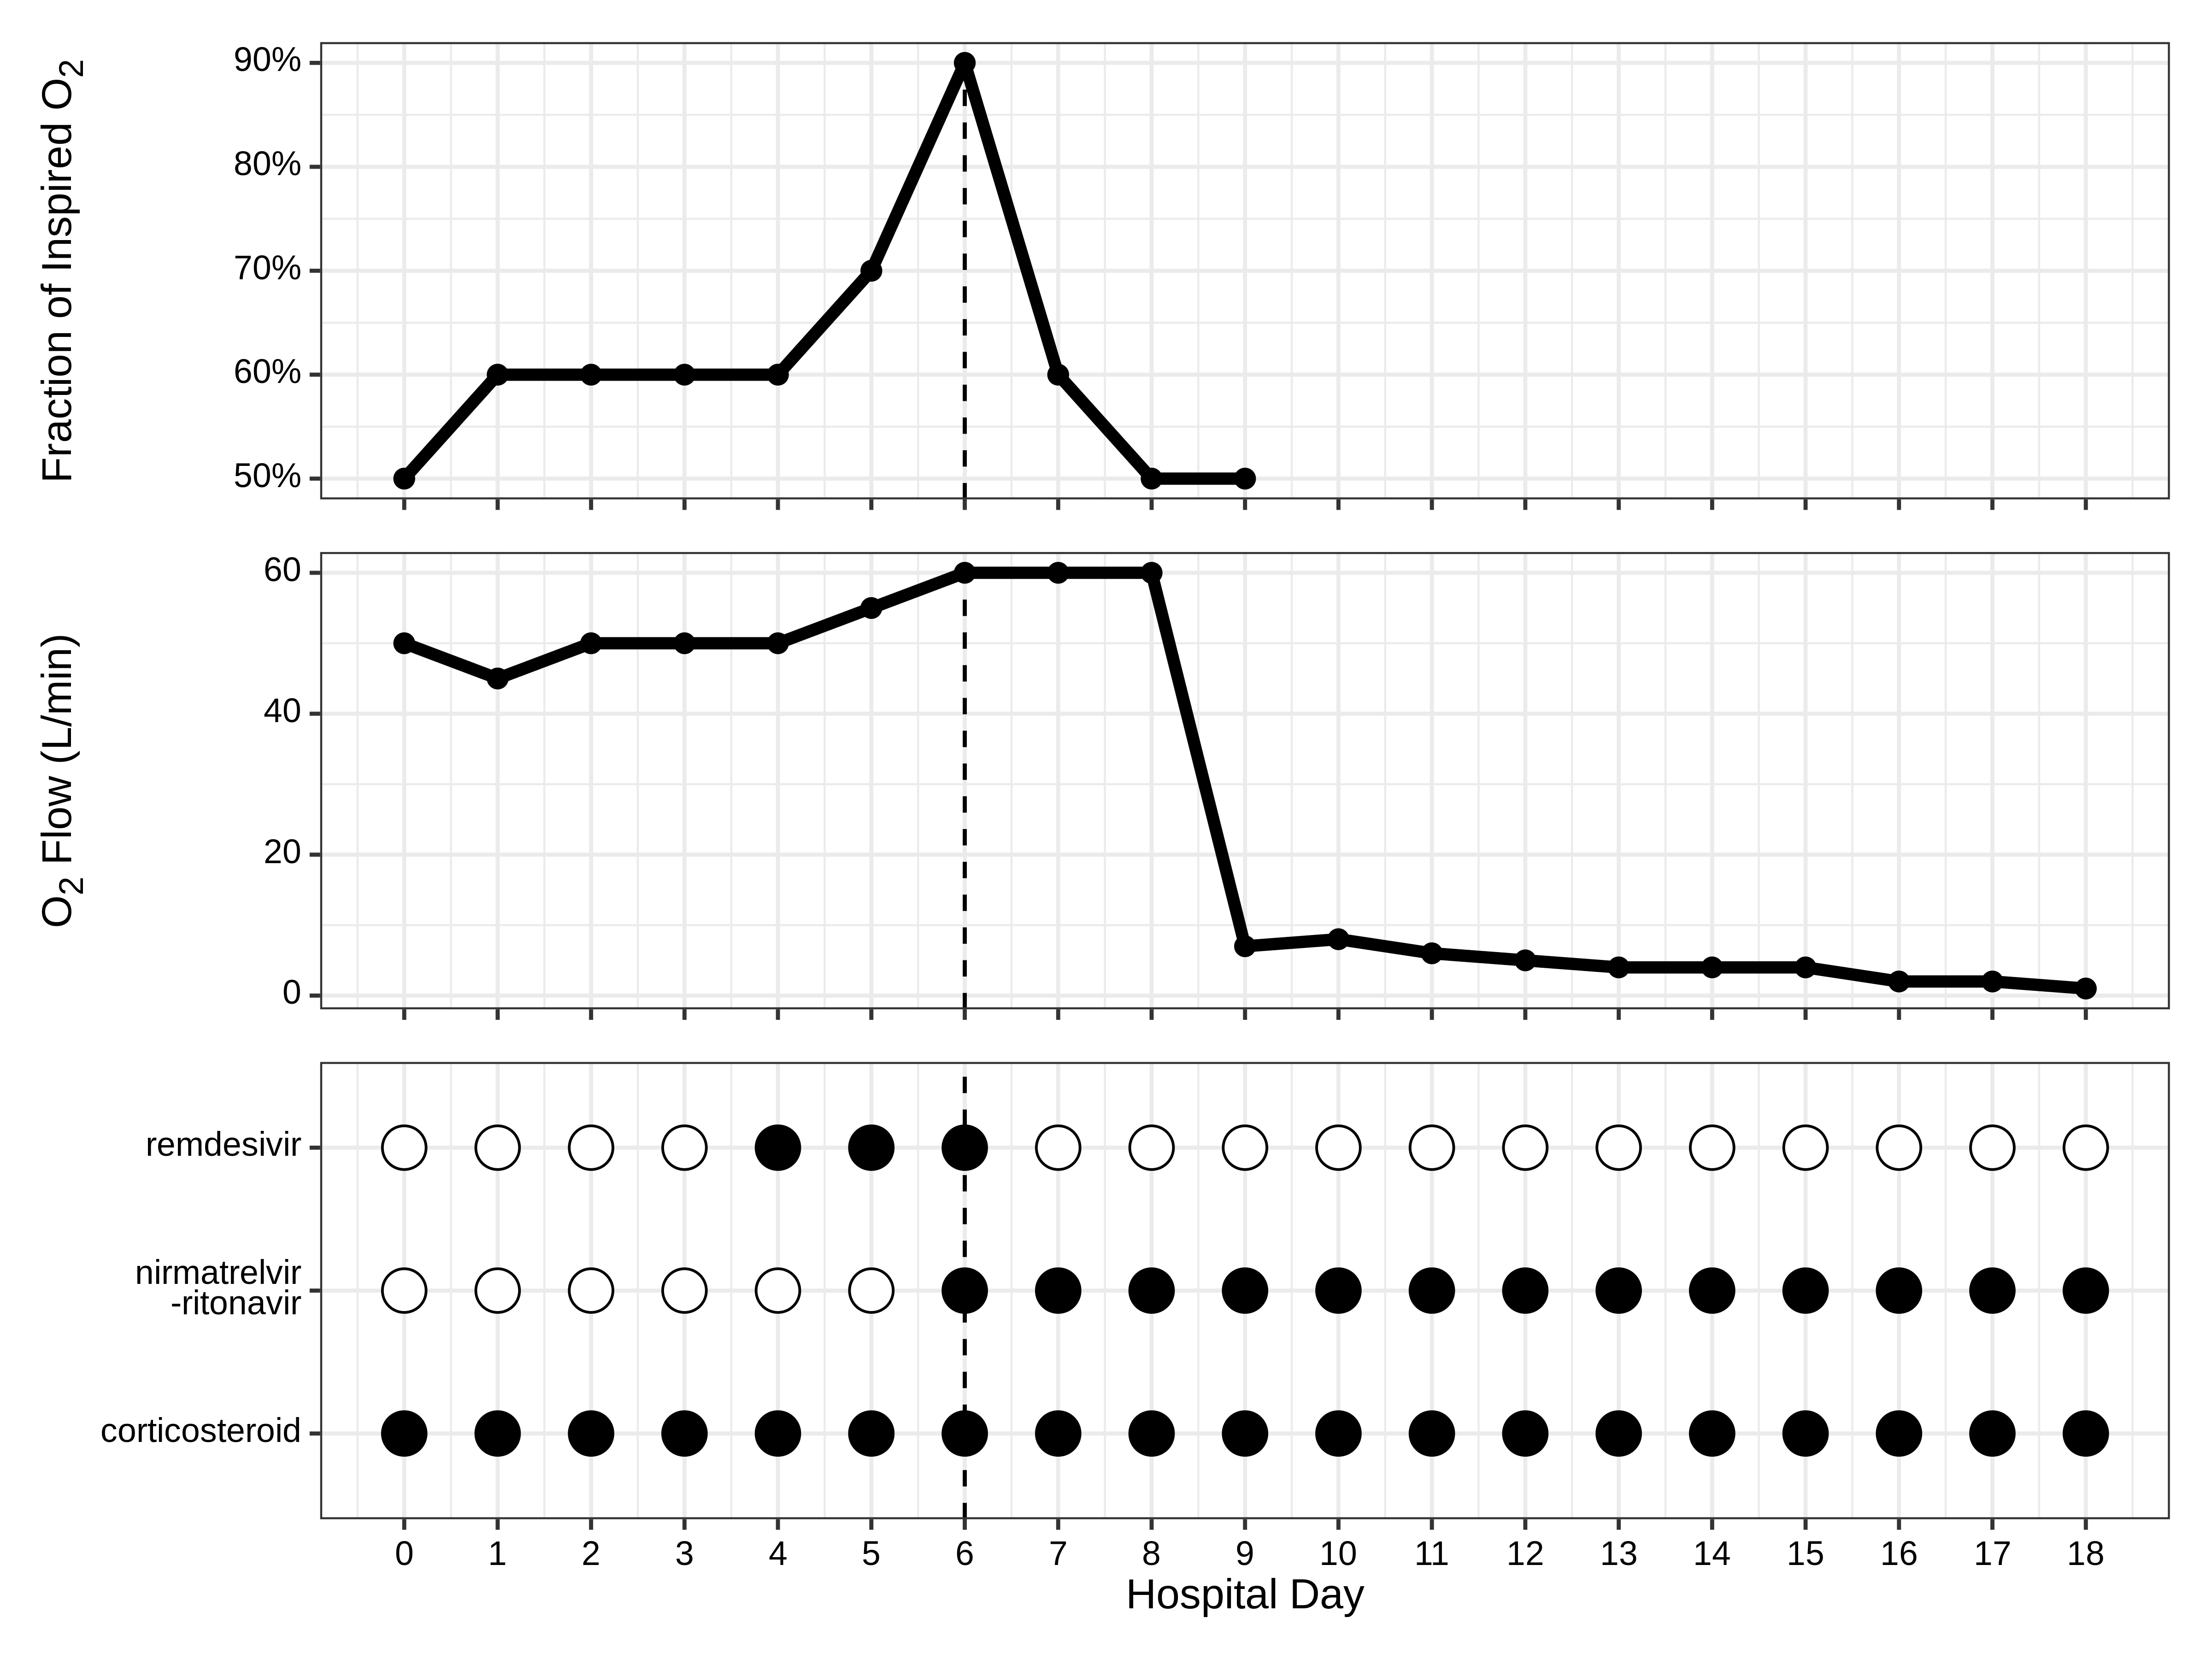 Fraction of Inspired O2
90%
80%
70%
60%
50%
O2 Flow (L/min)
60
40
20
0
remdesivir
nirmatrelvir
-ritonavir
corticosteroid
0 1 2 3 4 5 6 7 8 9 10 11 12 13 14 15 16 17 18
Hospital Day